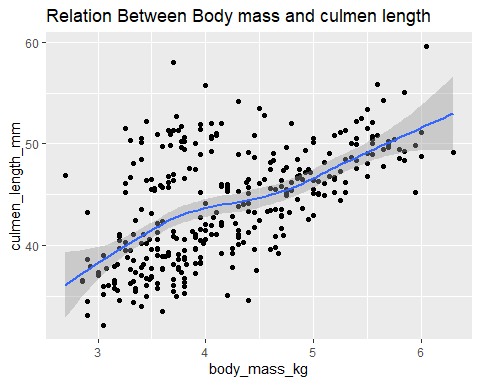 Relation Between Body mass and culmen length
culmen_length_mm
60
50
40
3 4 5 6
body_mass_kg